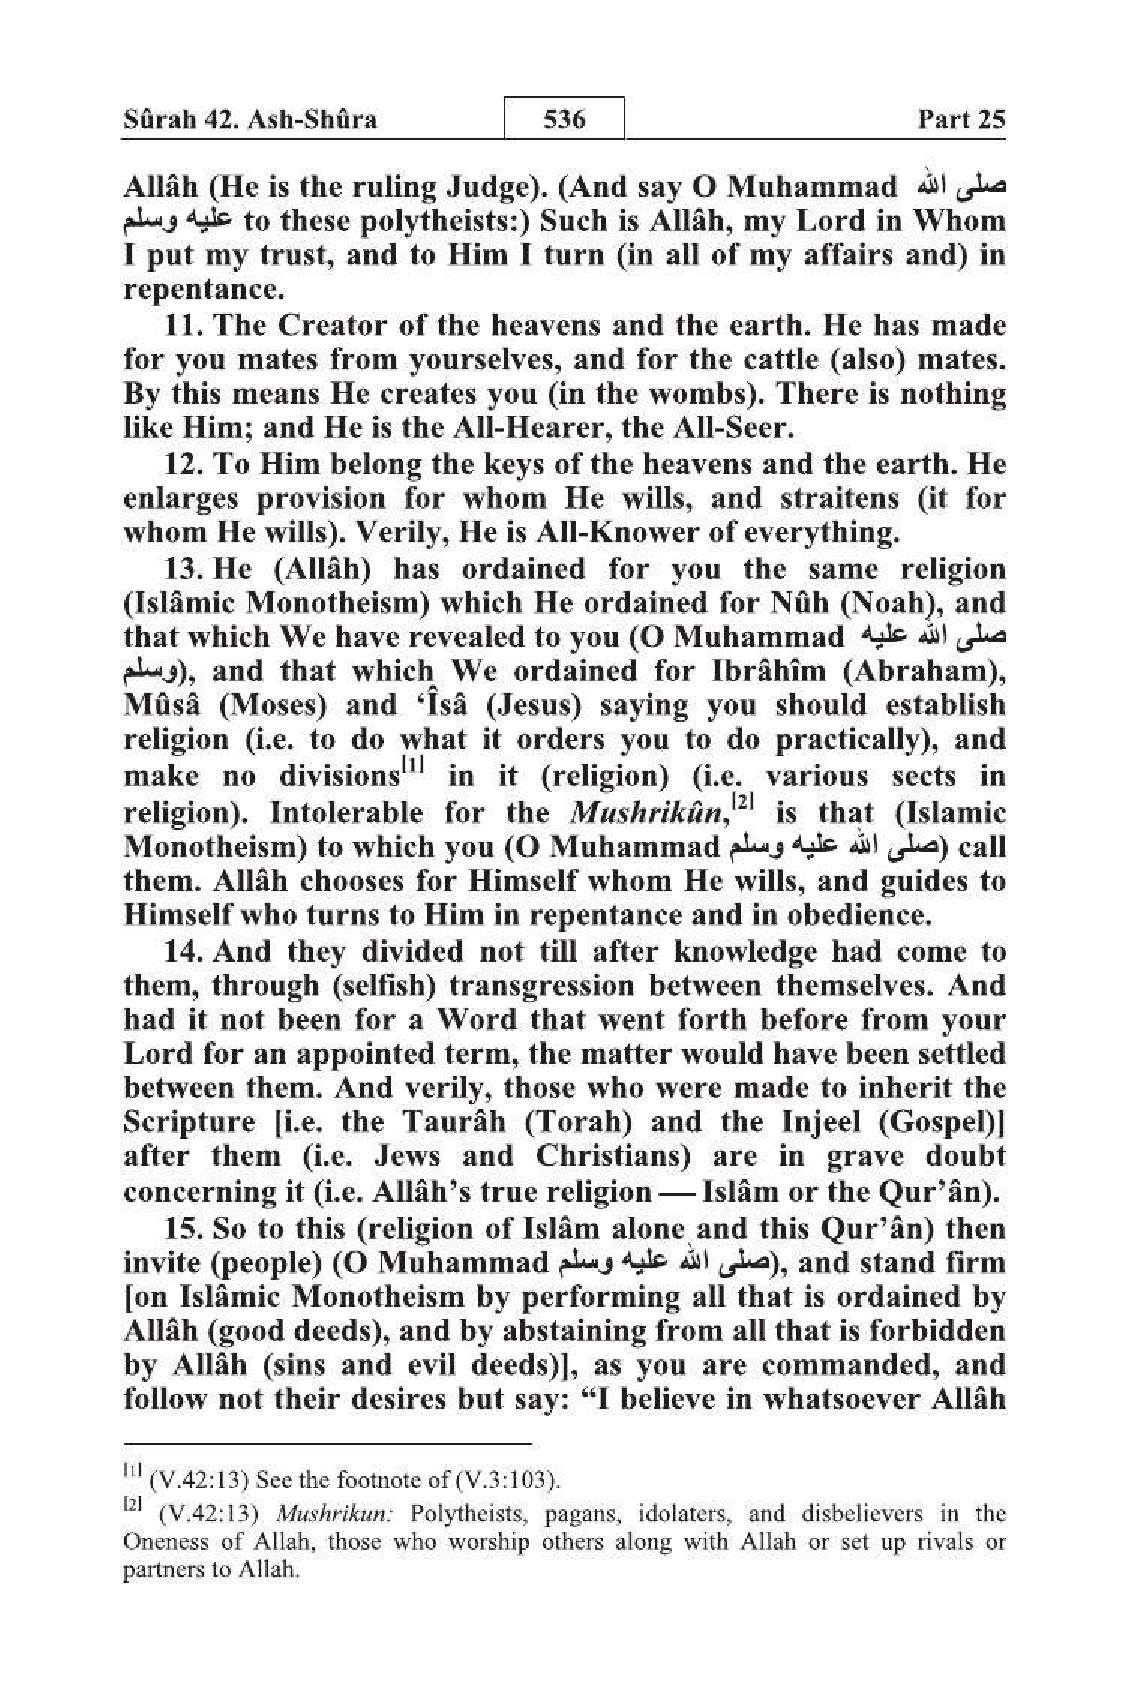 Sûrah 42. Ash-Shûra 536 Part 25
Allâh (He is the ruling Judge). (And say O Muhammad صلى الله
عليه وسلم to these polytheists:) Such is Allâh, my Lord in Whom
I put my trust, and to Him I turn (in all of my affairs and) in
repentance.
11. The Creator of the heavens and the earth. He has made
for you mates from yourselves, and for the cattle (also) mates.
By this means He creates you (in the wombs). There is nothing
like Him; and He is the All-Hearer, the All-Seer.
12. To Him belong the keys of the heavens and the earth. He
enlarges provision for whom He wills, and straitens (it for
whom He wills). Verily, He is All-Knower of everything.
13. He (Allâh) has ordained for you the same religion
(Islâmic Monotheism) which He ordained for Nûh (Noah), and
that which We have revealed to you (O Muhammad صلى الله عليه
وسلم), and that which We ordained for Ibrâhîm (Abraham),
Mûsâ (Moses) and ‘Îsâ (Jesus) saying you should establish
religion (i.e. to do what it orders you to do practically), and
make no divisions[1] in it (religion) (i.e. various sects in
religion). Intolerable for the Mushrikûn,[2] is that (Islamic
Monotheism) to which you (O Muhammad صلى الله عليه وسلم) call
them. Allâh chooses for Himself whom He wills, and guides to
Himself who turns to Him in repentance and in obedience.
14. And they divided not till after knowledge had come to
them, through (selfish) transgression between themselves. And
had it not been for a Word that went forth before from your
Lord for an appointed term, the matter would have been settled
between them. And verily, those who were made to inherit the
Scripture [i.e. the Taurâh (Torah) and the Injeel (Gospel)]
after them (i.e. Jews and Christians) are in grave doubt
concerning it (i.e. Allâh’s true religion — Islâm or the Qur’ân).
15. So to this (religion of Islâm alone and this Qur’ân) then
invite (people) (O Muhammad صلى الله عليه وسلم), and stand firm
[on Islâmic Monotheism by performing all that is ordained by
Allâh (good deeds), and by abstaining from all that is forbidden
by Allâh (sins and evil deeds)], as you are commanded, and
follow not their desires but say: “I believe in whatsoever Allâh
[1] (V.42:13) See the footnote of (V.3:103).
[2] (V.42:13) Mushrikun: Polytheists, pagans, idolaters, and disbelievers in the
Oneness of Allah, those who worship others along with Allah or set up rivals or
partners to Allah.